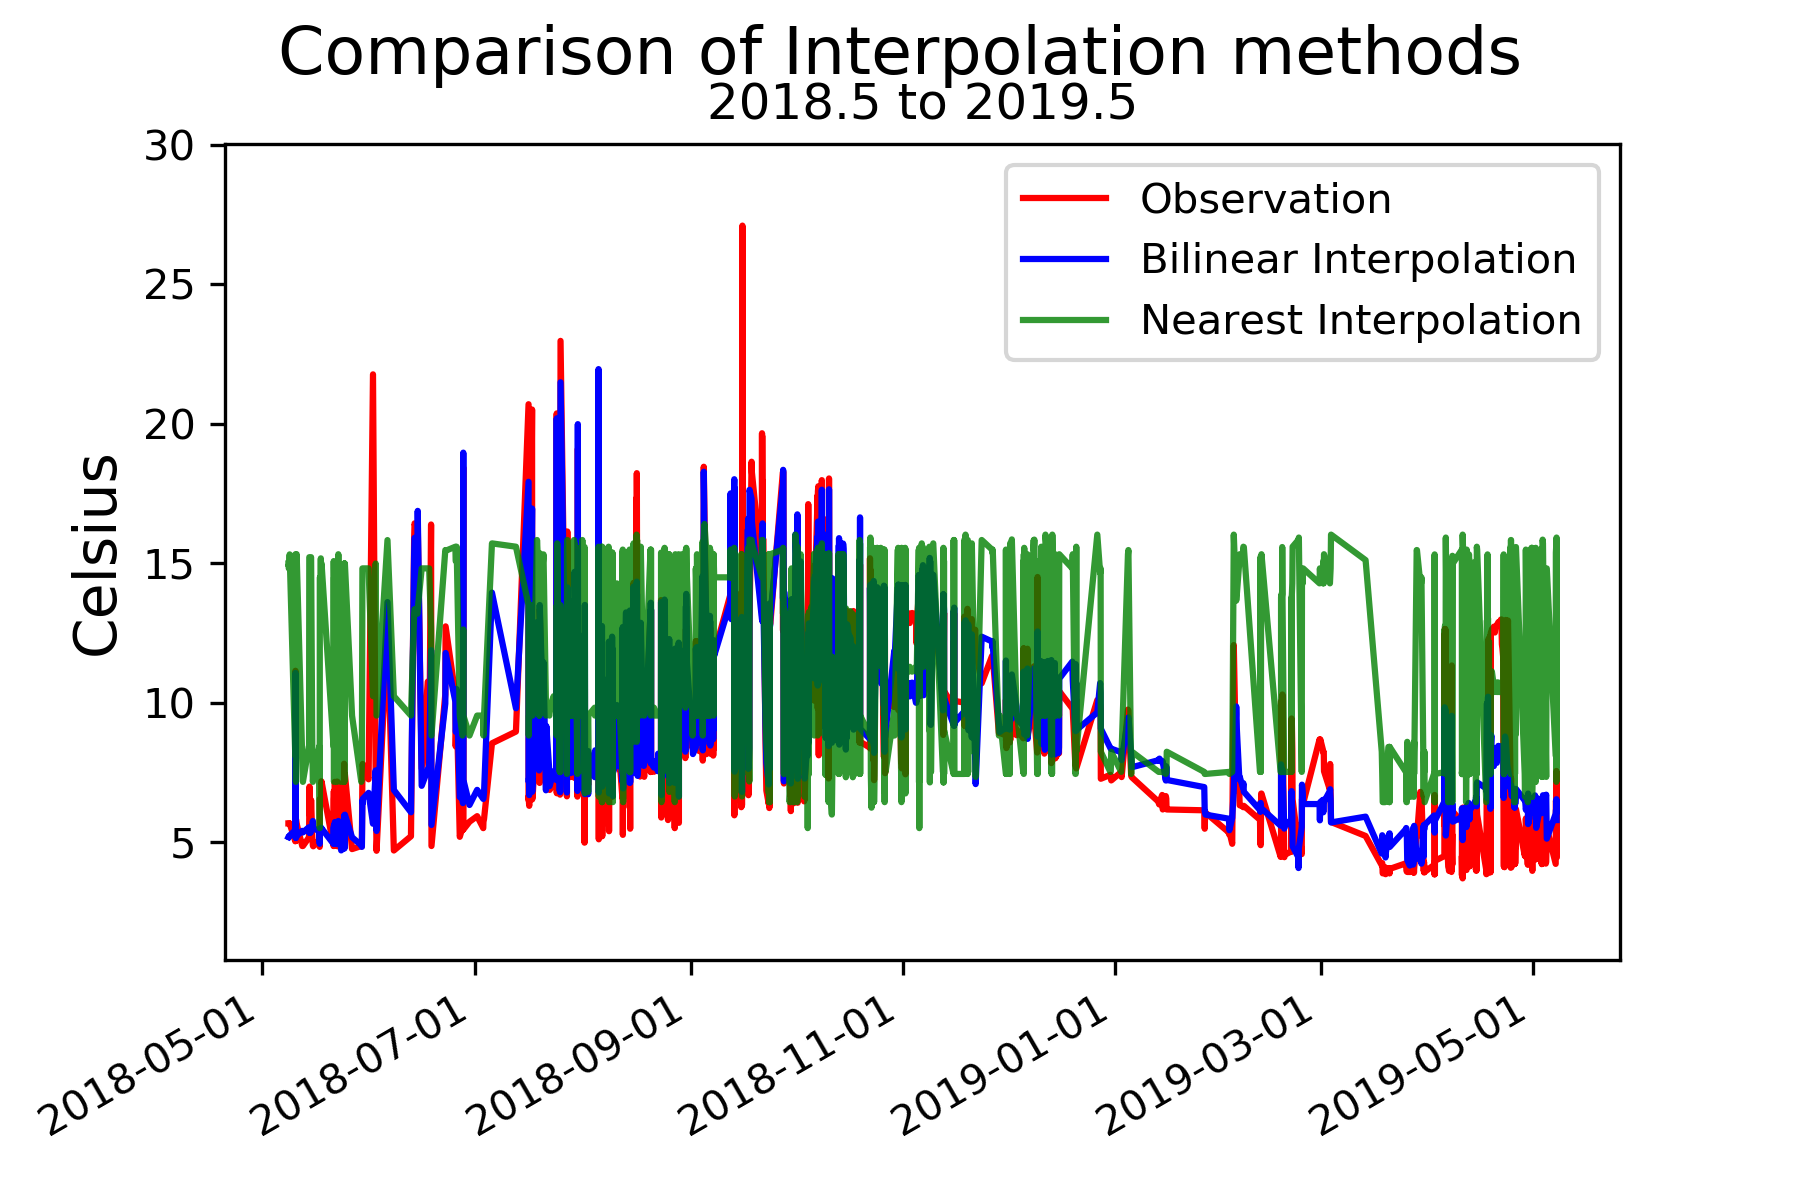 Comparison of Interpolation methods
2018.5 to 2019.5
30
25
20
15
10
5
Celsius
Observation
Bilinear Interpolation
Nearest Interpolation
2018-05-01
2018-07-01
2018-09-01
2018-11-01
2019-01-01
2019-03-01
2019-05-01